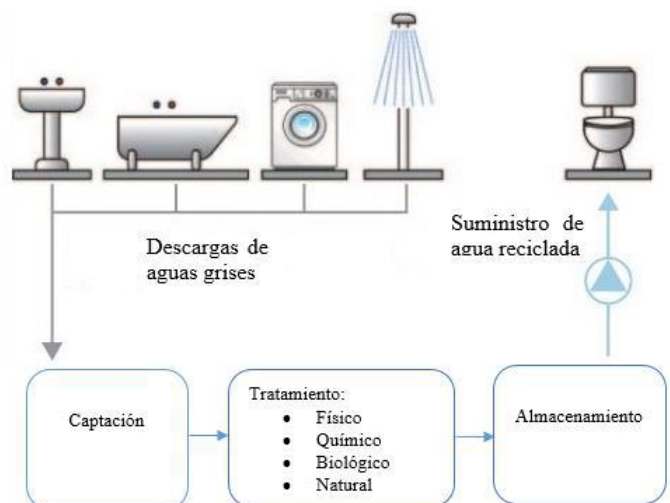 Descargas de
aguas grises
Suministro de
agua reciclada
Captación
Tratamiento:
• Físico
• Químico
• Biológico
• Natural
Almacenamiento